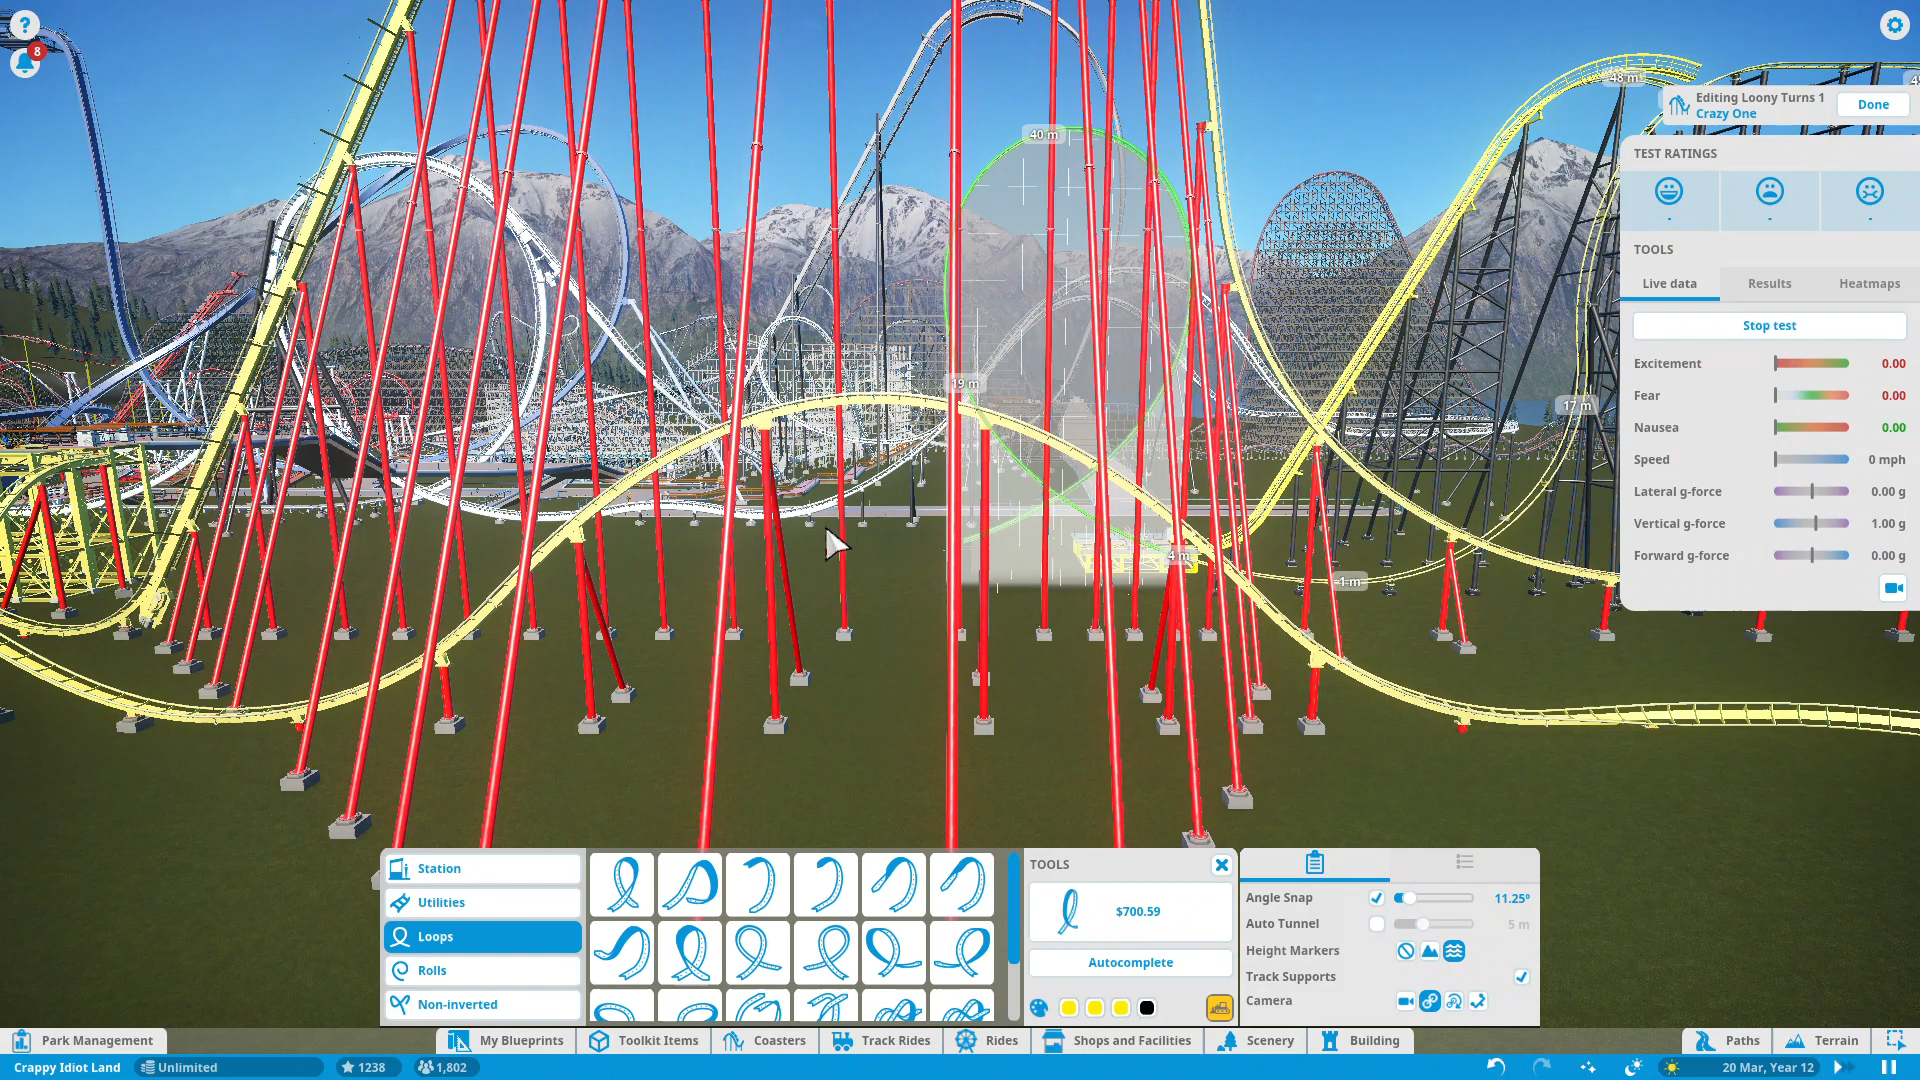 ?
8
48 m
40 m
19 m
17 m
4 m
-1 m
Editing Loony Turns 1
Crazy One
Done
TEST RATINGS
- - -
TOOLS
Live data Results Heatmaps
Stop test
Excitement 0.00
Fear 0.00
Nausea 0.00
Speed 0 mph
Lateral g-force 0.00 g
Vertical g-force 1.00 g
Forward g-force 0.00 g
Station
Utilities
Loops
Rolls
Non-inverted
TOOLS
$700.59
Autocomplete
Angle Snap 11.25°
Auto Tunnel 5 m
Height Markers
Track Supports
Camera
Park Management
My Blueprints Toolkit Items Coasters Track Rides Rides Shops and Facilities Scenery Building
Paths Terrain
Crappy Idiot Land Unlimited 1238 1,802
20 Mar, Year 12